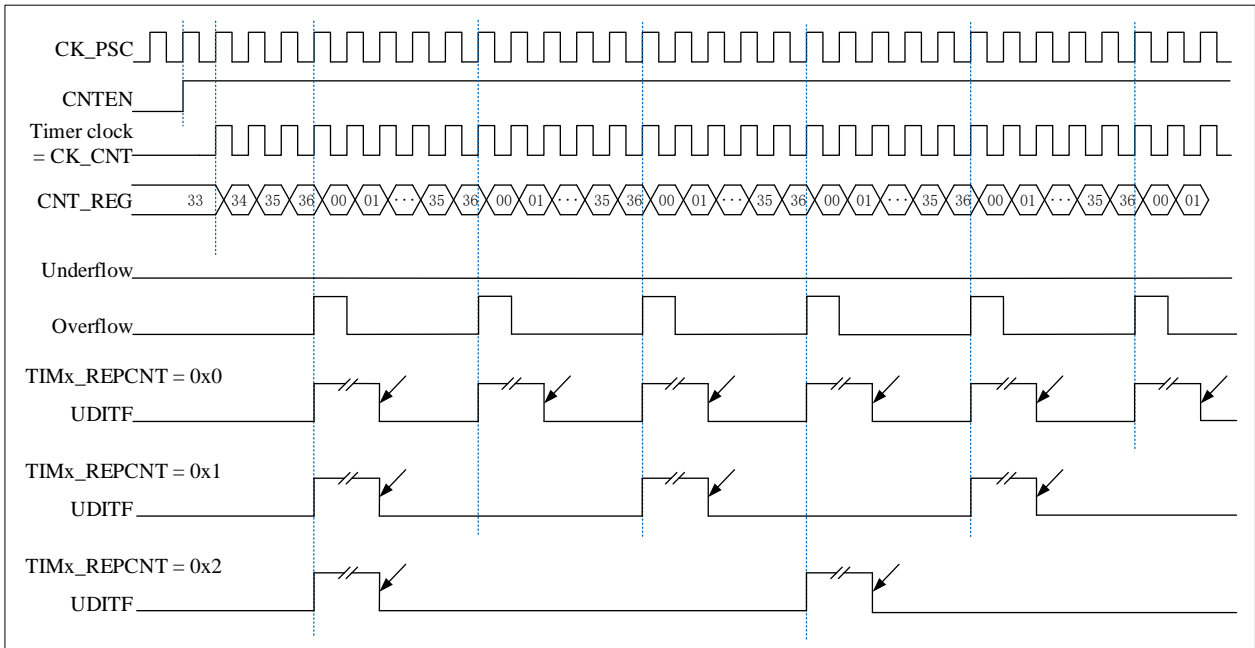 CK_PSC
CNTEN
Timer clock
= CK_CNT
CNT_REG 33 34 35 36 00 01 ··· 35 36 00 01 ··· 35 36 00 01 ··· 35 36 00 01 ··· 35 36 00 01 ··· 35 36 00 01
Underflow
Overflow
TIMx_REPCNT = 0x0
UDITF
TIMx_REPCNT = 0x1
UDITF
TIMx_REPCNT = 0x2
UDITF